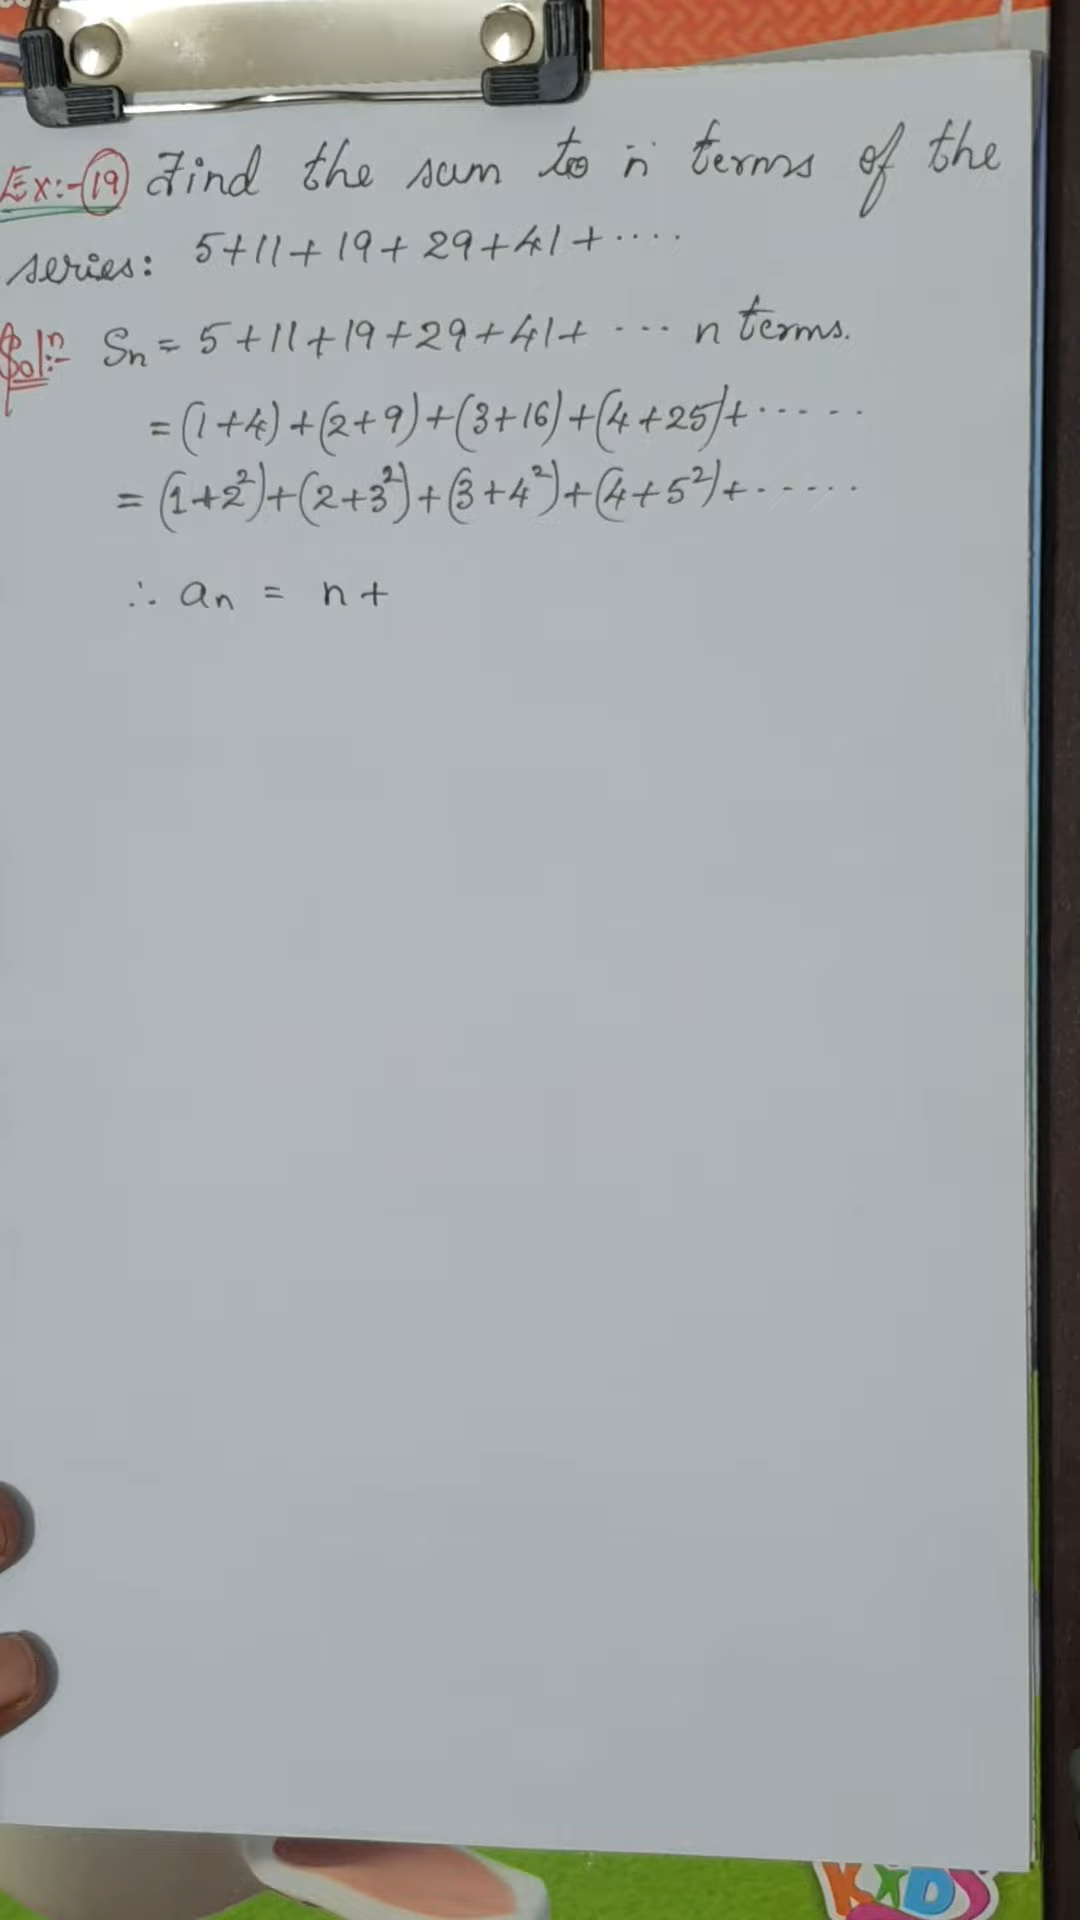 Ex:-(19) Find the sum to n terms of the
series: 5+11+19+29+41+....
Solⁿ:- Sn = 5+11+19+29+41+ ... n terms.
= (1+4)+(2+9)+(3+16)+(4+25)+.....
= (1+2²)+(2+3²)+(3+4²)+(4+5²)+.....
∴ an = n+
KiDS